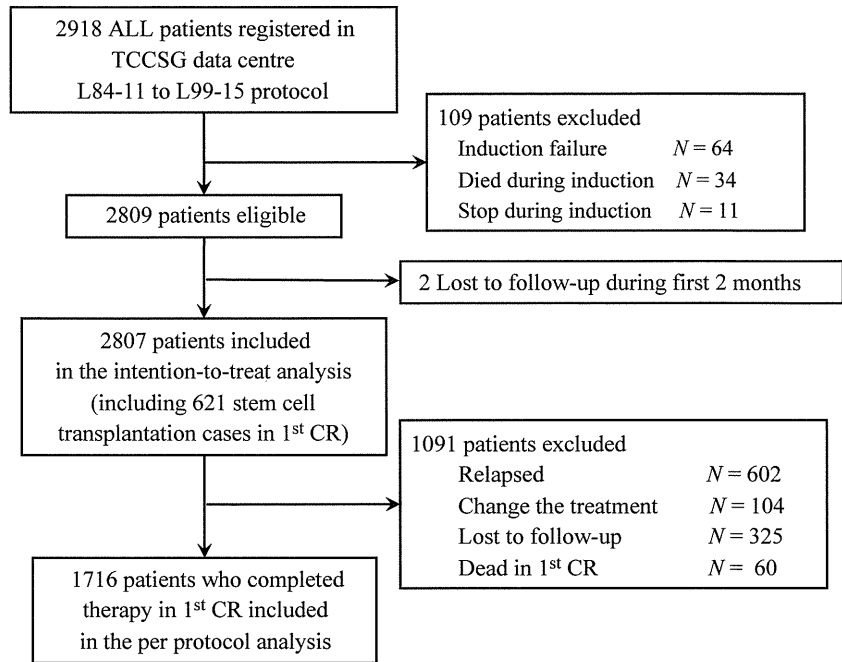 2918 ALL patients registered in
TCCSG data centre
L84-11 to L99-15 protocol
109 patients excluded
Induction failure N = 64
Died during induction N = 34
Stop during induction N = 11
2809 patients eligible
2 Lost to follow-up during first 2 months
2807 patients included
in the intention-to-treat analysis
(including 621 stem cell
transplantation cases in 1st CR)
1091 patients excluded
Relapsed N = 602
Change the treatment N = 104
Lost to follow-up N = 325
Dead in 1st CR N = 60
1716 patients who completed
therapy in 1st CR included
in the per protocol analysis